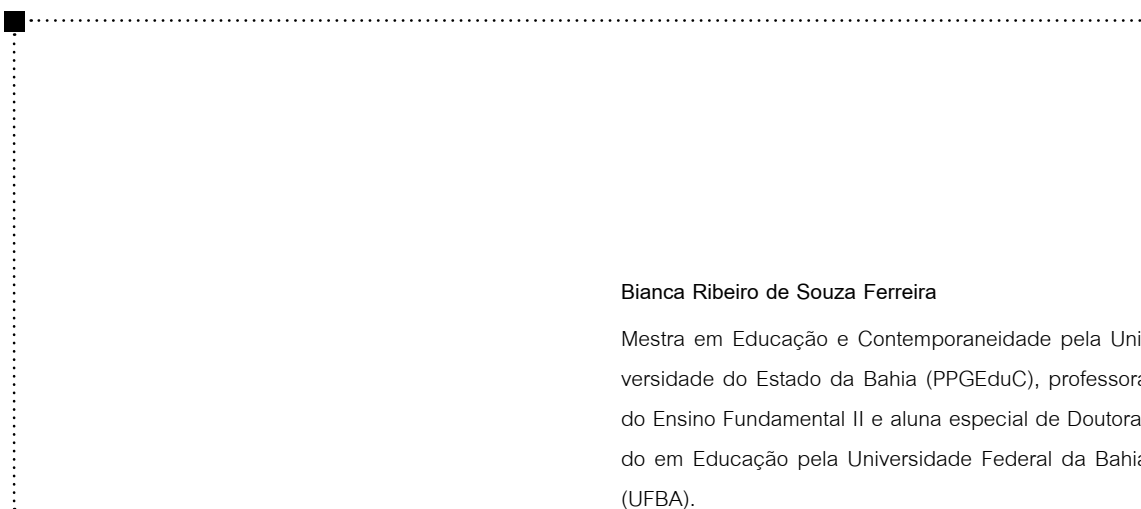 Bianca Ribeiro de Souza Ferreira
Mestra em Educação e Contemporaneidade pela Uni
versidade do Estado da Bahia (PPGEduC), professora
do Ensino Fundamental II e aluna especial de Doutora
do em Educação pela Universidade Federal da Bahia
(UFBA).